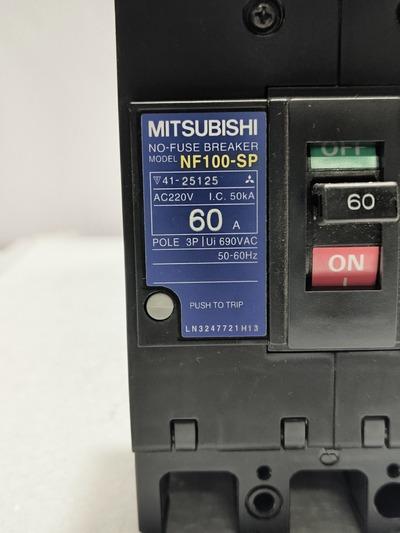 MITSUBISHI
NO-FUSE BREAKER
MODEL NF100-SP
41-25125
AC220V I.C. 50kA
60 A
POLE 3P Ui 690VAC
50-60Hz
PUSH TO TRIP
LN3247721H13
OFF
60
ON
I